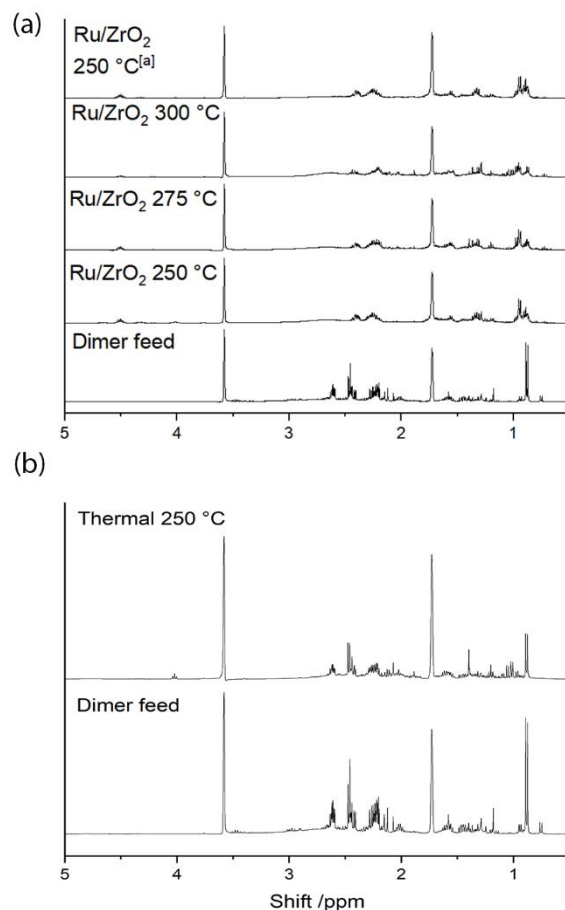 (a)
Ru/ZrO₂
250 °C[a]
Ru/ZrO₂ 300 °C
Ru/ZrO₂ 275 °C
Ru/ZrO₂ 250 °C
Dimer feed
5 4 3 2 1
(b)
Thermal 250 °C
Dimer feed
5 4 3 2 1
Shift /ppm